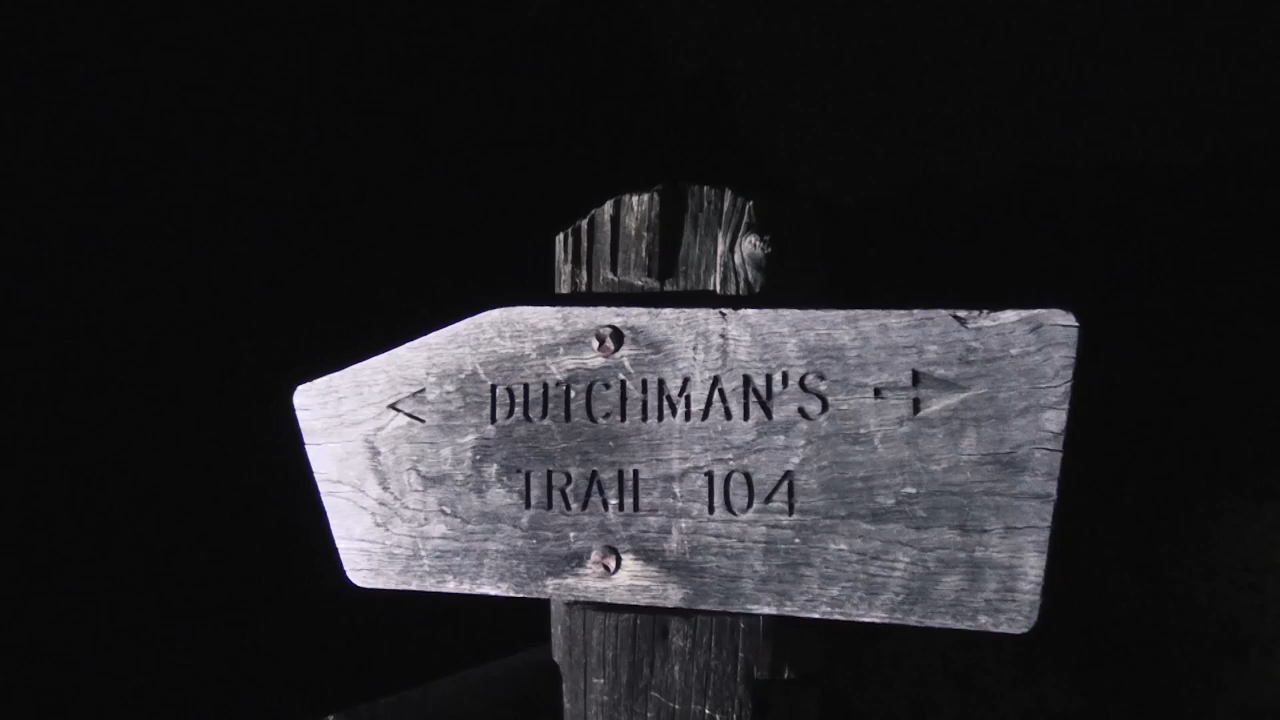 < DUTCHMAN'S →
TRAIL 104